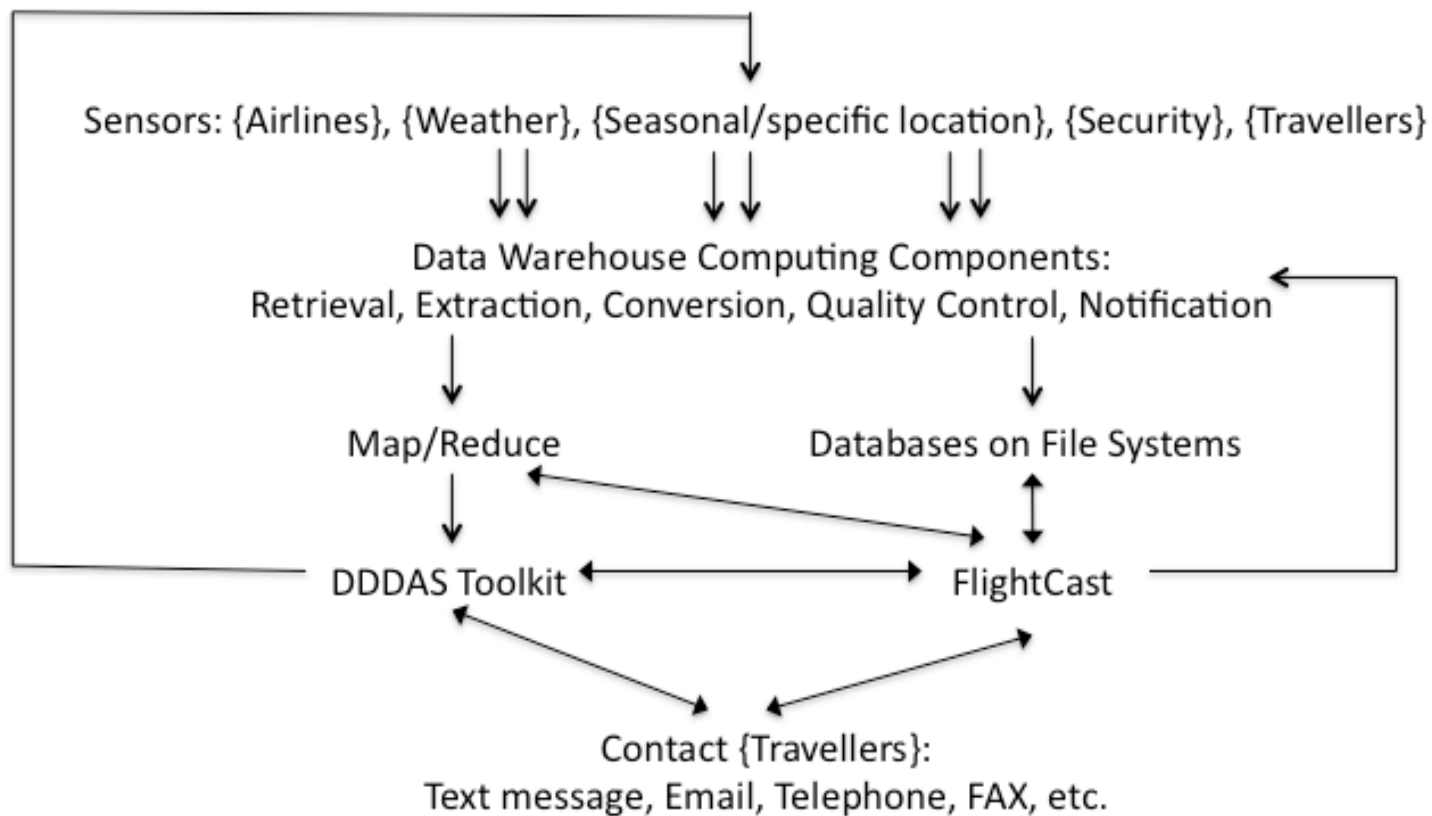 Sensors: {Airlines}, {Weather}, {Seasonal/specific location}, {Security}, {Travellers}
Data Warehouse Computing Components:
Retrieval, Extraction, Conversion, Quality Control, Notification
Map/Reduce
Databases on File Systems
DDDAS Toolkit
FlightCast
Contact {Travellers}:
Text message, Email, Telephone, FAX, etc.